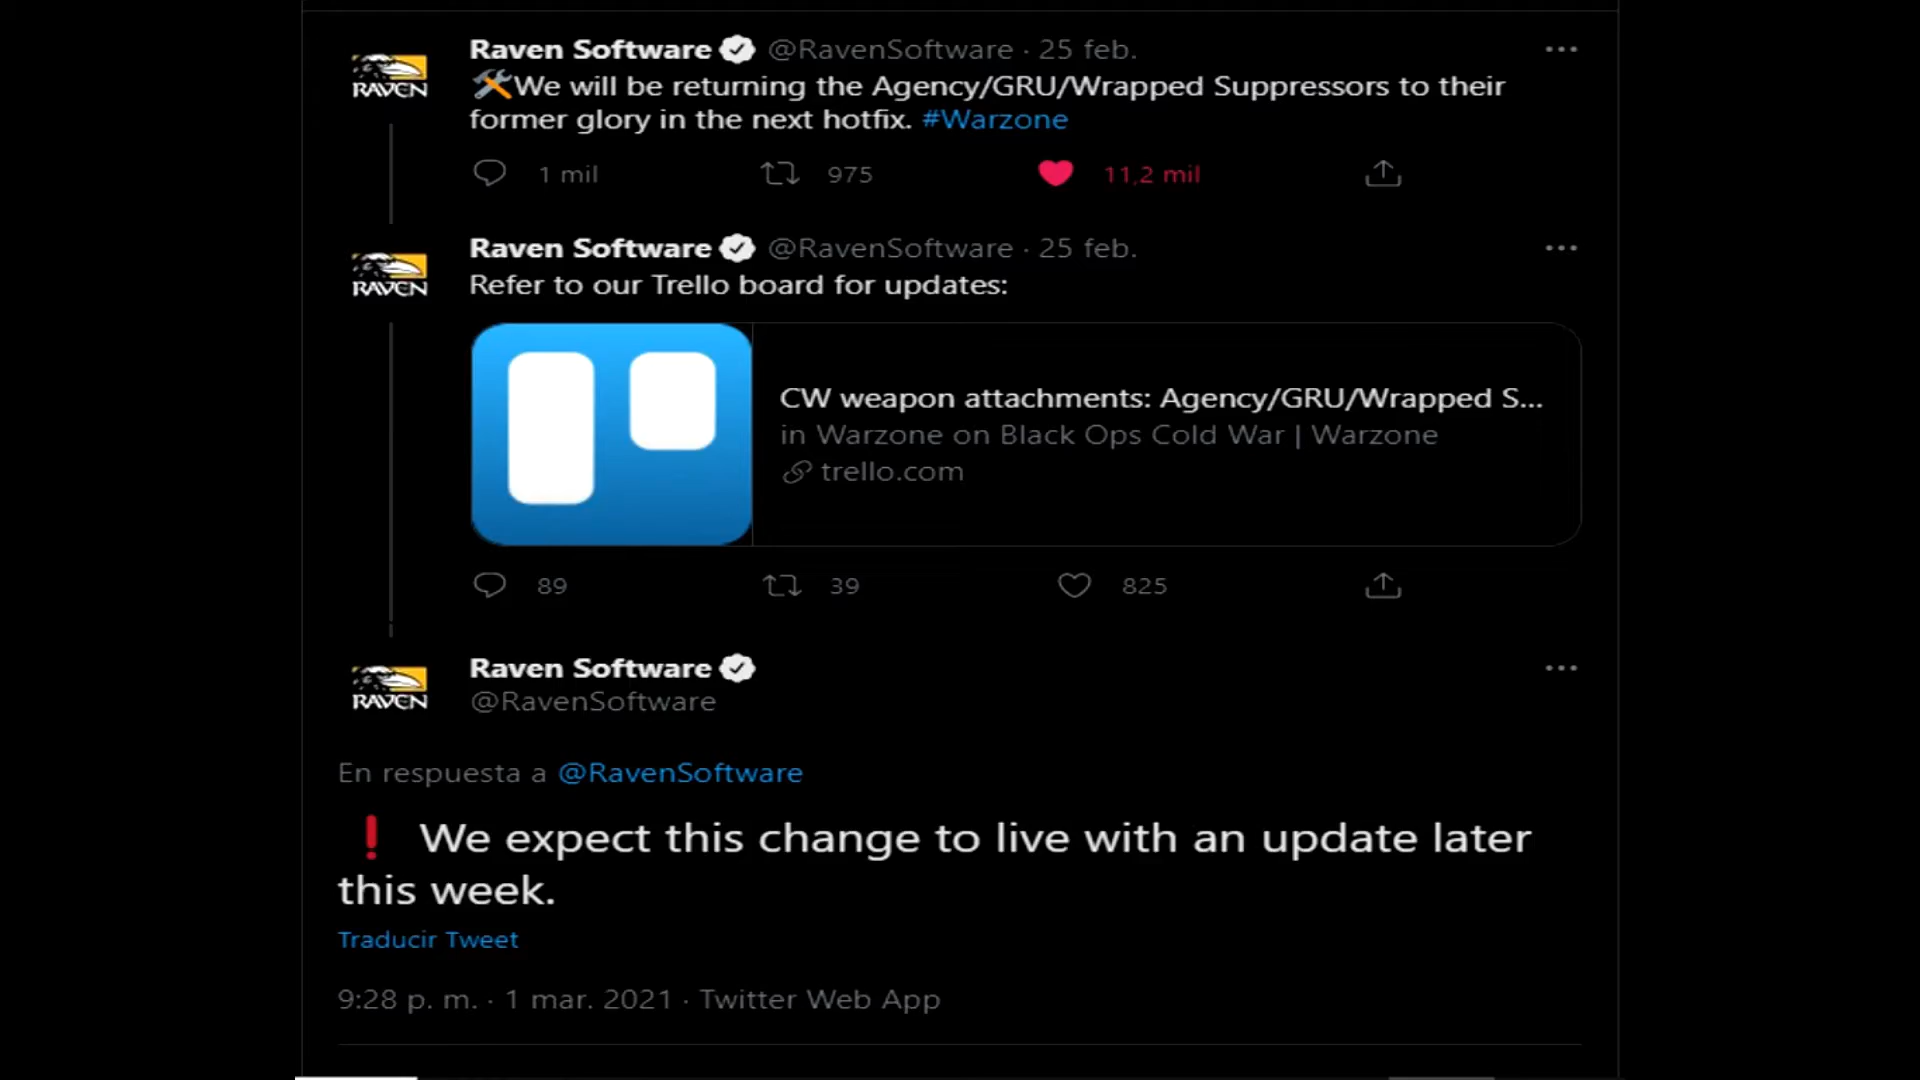 Raven Software @RavenSoftware · 25 feb.
We will be returning the Agency/GRU/Wrapped Suppressors to their
former glory in the next hotfix. #Warzone
1 mil 975 11,2 mil
RAVEN
Raven Software @RavenSoftware · 25 feb.
Refer to our Trello board for updates:
RAVEN
CW weapon attachments: Agency/GRU/Wrapped S...
in Warzone on Black Ops Cold War | Warzone
trello.com
89 39 825
Raven Software
@RavenSoftware
RAVEN
En respuesta a @RavenSoftware
❗ We expect this change to live with an update later
this week.
Traducir Tweet
9:28 p. m. · 1 mar. 2021 · Twitter Web App